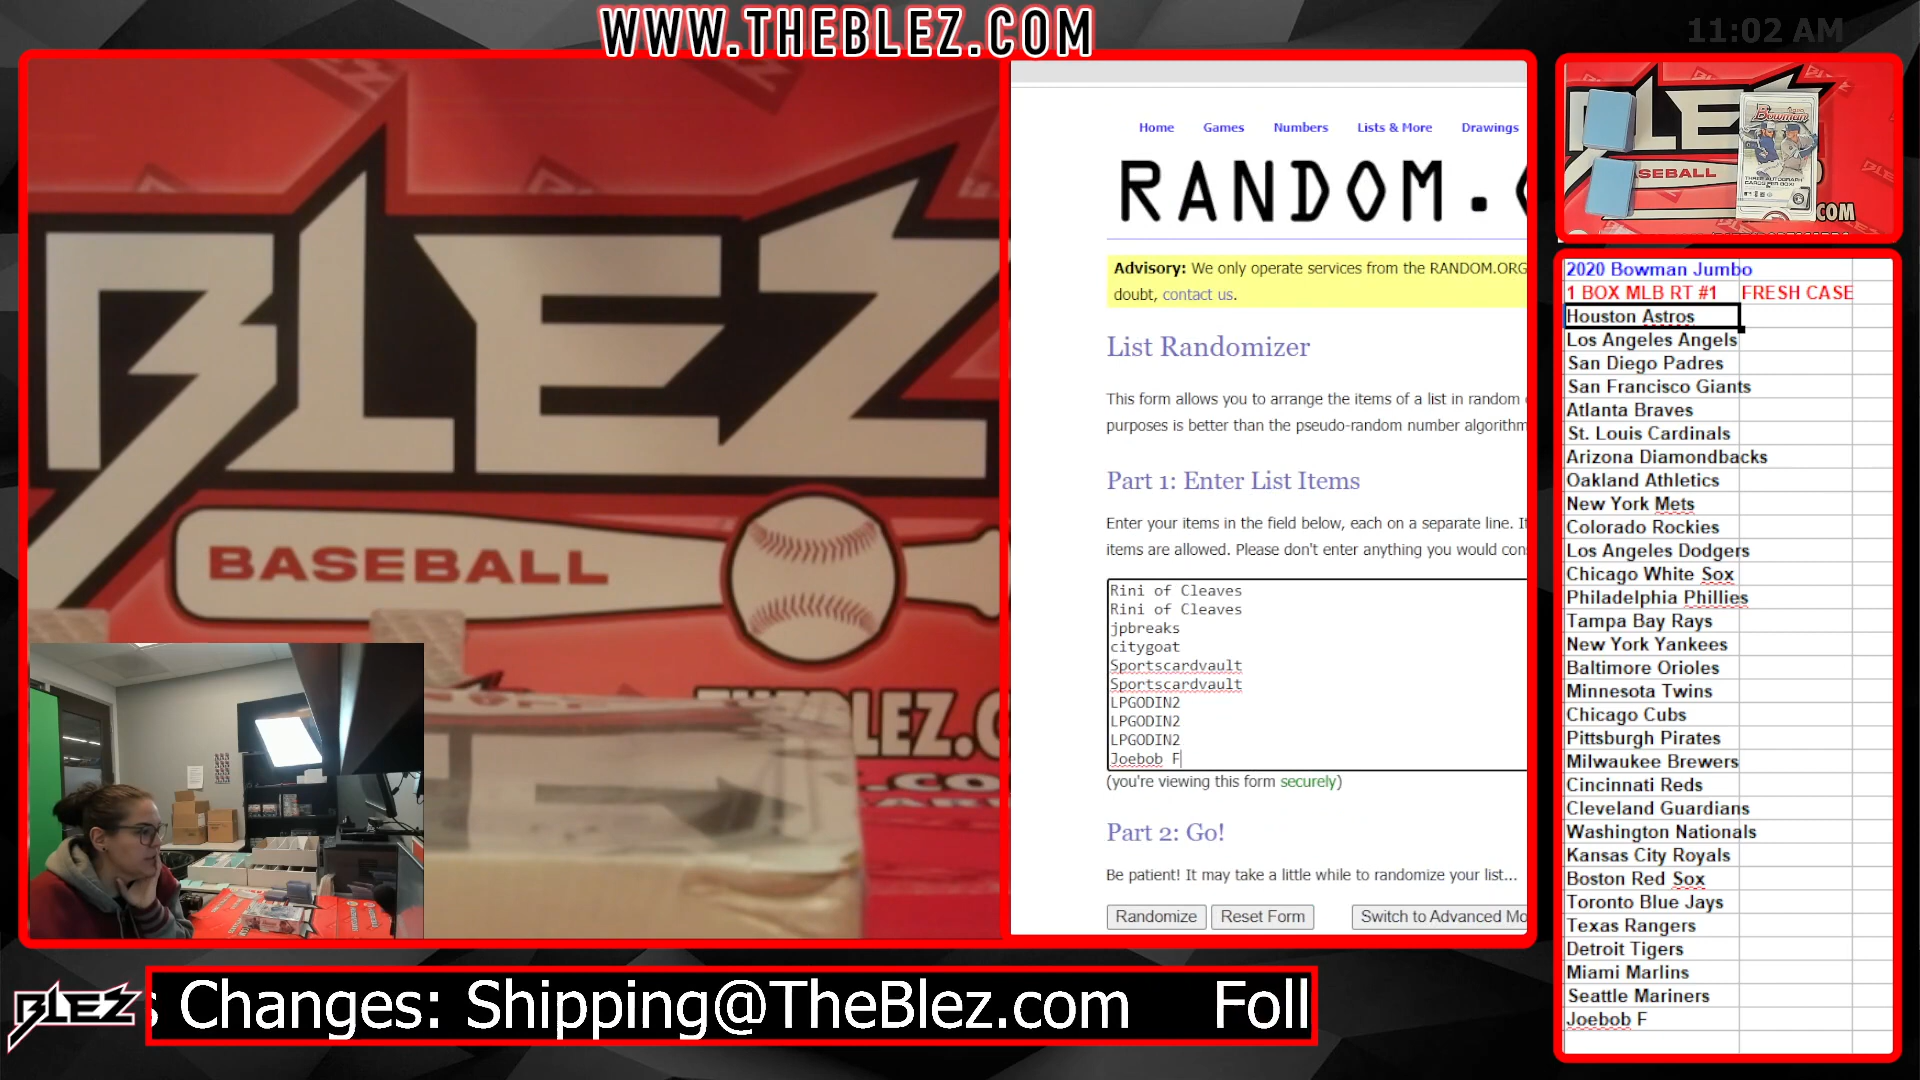 WWW.THEBLEZ.COM
11:02 AM
BLEZ
BASEBALL
THEBLEZ.C
LEZ.C
Home Games Numbers Lists & More Drawings
RANDOM.
Advisory: We only operate services from the RANDOM.ORG
doubt, contact us.
List Randomizer
This form allows you to arrange the items of a list in random
purposes is better than the pseudo-random number algorithm
Part 1: Enter List Items
Enter your items in the field below, each on a separate line.
items are allowed. Please don't enter anything you would con
Rini of Cleaves
Rini of Cleaves
jpbreaks
citygoat
Sportscardvault
Sportscardvault
LPGODIN2
LPGODIN2
LPGODIN2
Joebob F
(you're viewing this form securely)
Part 2: Go!
Be patient! It may take a little while to randomize your list...
Randomize Reset Form Switch to Advanced Mo
Bowman
THREE AUTOGRAPH
CARDS PER BOX!
ASEBALL
COM
2020 Bowman Jumbo
1 BOX MLB RT #1 FRESH CASE
Houston Astros
Los Angeles Angels
San Diego Padres
San Francisco Giants
Atlanta Braves
St. Louis Cardinals
Arizona Diamondbacks
Oakland Athletics
New York Mets
Colorado Rockies
Los Angeles Dodgers
Chicago White Sox
Philadelphia Phillies
Tampa Bay Rays
New York Yankees
Baltimore Orioles
Minnesota Twins
Chicago Cubs
Pittsburgh Pirates
Milwaukee Brewers
Cincinnati Reds
Cleveland Guardians
Washington Nationals
Kansas City Royals
Boston Red Sox
Toronto Blue Jays
Texas Rangers
Detroit Tigers
Miami Marlins
Seattle Mariners
Joebob F
BLEZ
s Changes: Shipping@TheBlez.com Foll